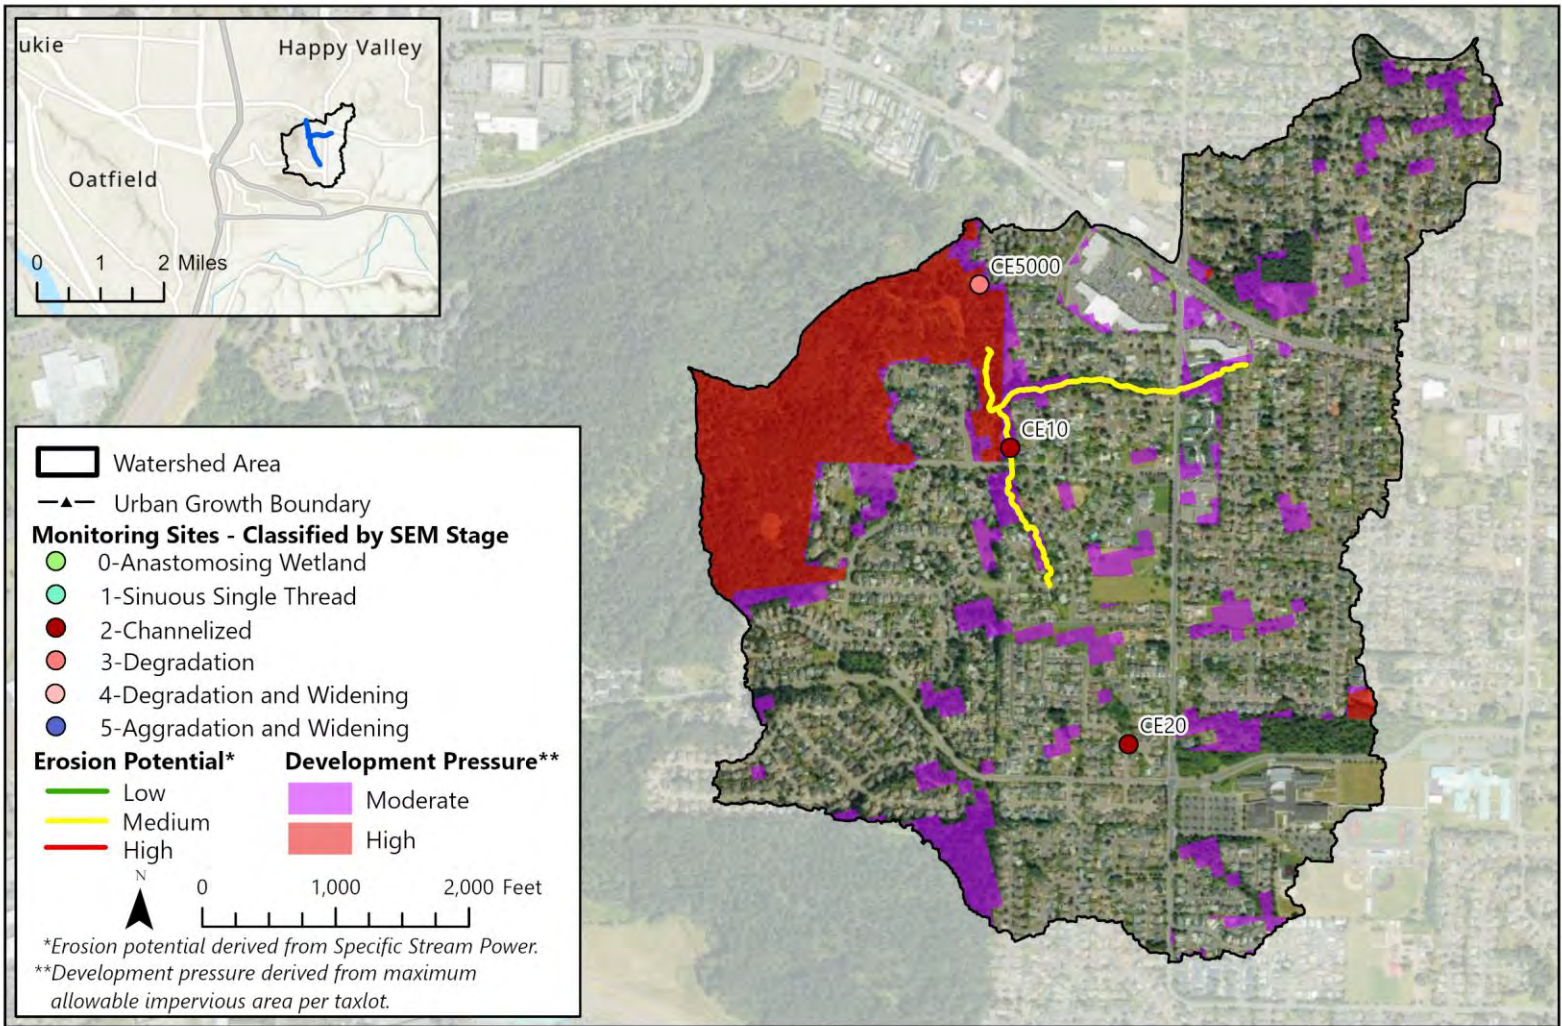 ukie
Happy Valley
Oatfield
0 1 2 Miles
CE5000
CE10
CE20
Watershed Area
Urban Growth Boundary
Monitoring Sites - Classified by SEM Stage
0-Anastomosing Wetland
1-Sinuous Single Thread
2-Channelized
3-Degradation
4-Degradation and Widening
5-Aggradation and Widening
Erosion Potential* Development Pressure**
Low
Moderate
Medium
High
High
N
0 1,000 2,000 Feet
*Erosion potential derived from Specific Stream Power.
**Development pressure derived from maximum
allowable impervious area per taxlot.